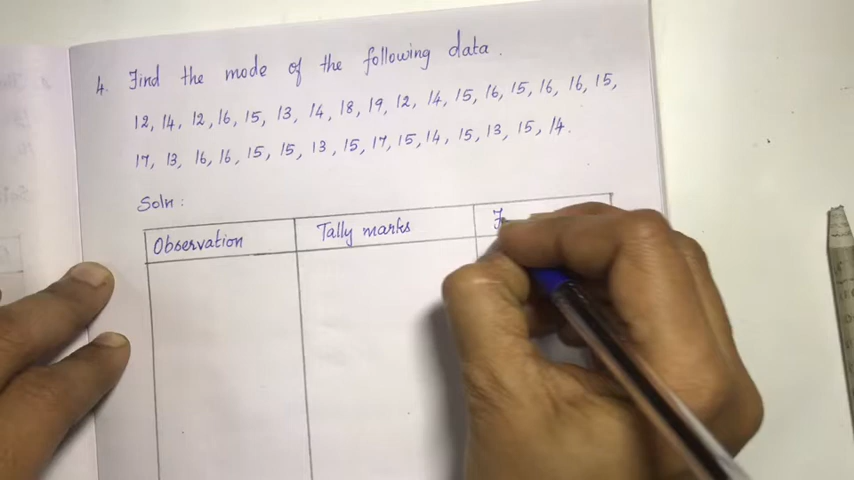 4. Find the mode of the following data.
12, 14, 12, 16, 15, 13, 14, 18, 19, 12, 14, 15, 16, 15, 16, 16, 15,
17, 13, 16, 16, 15, 15, 13, 15, 17, 15, 14, 15, 13, 15, 14.
Soln :
Observation Tally marks